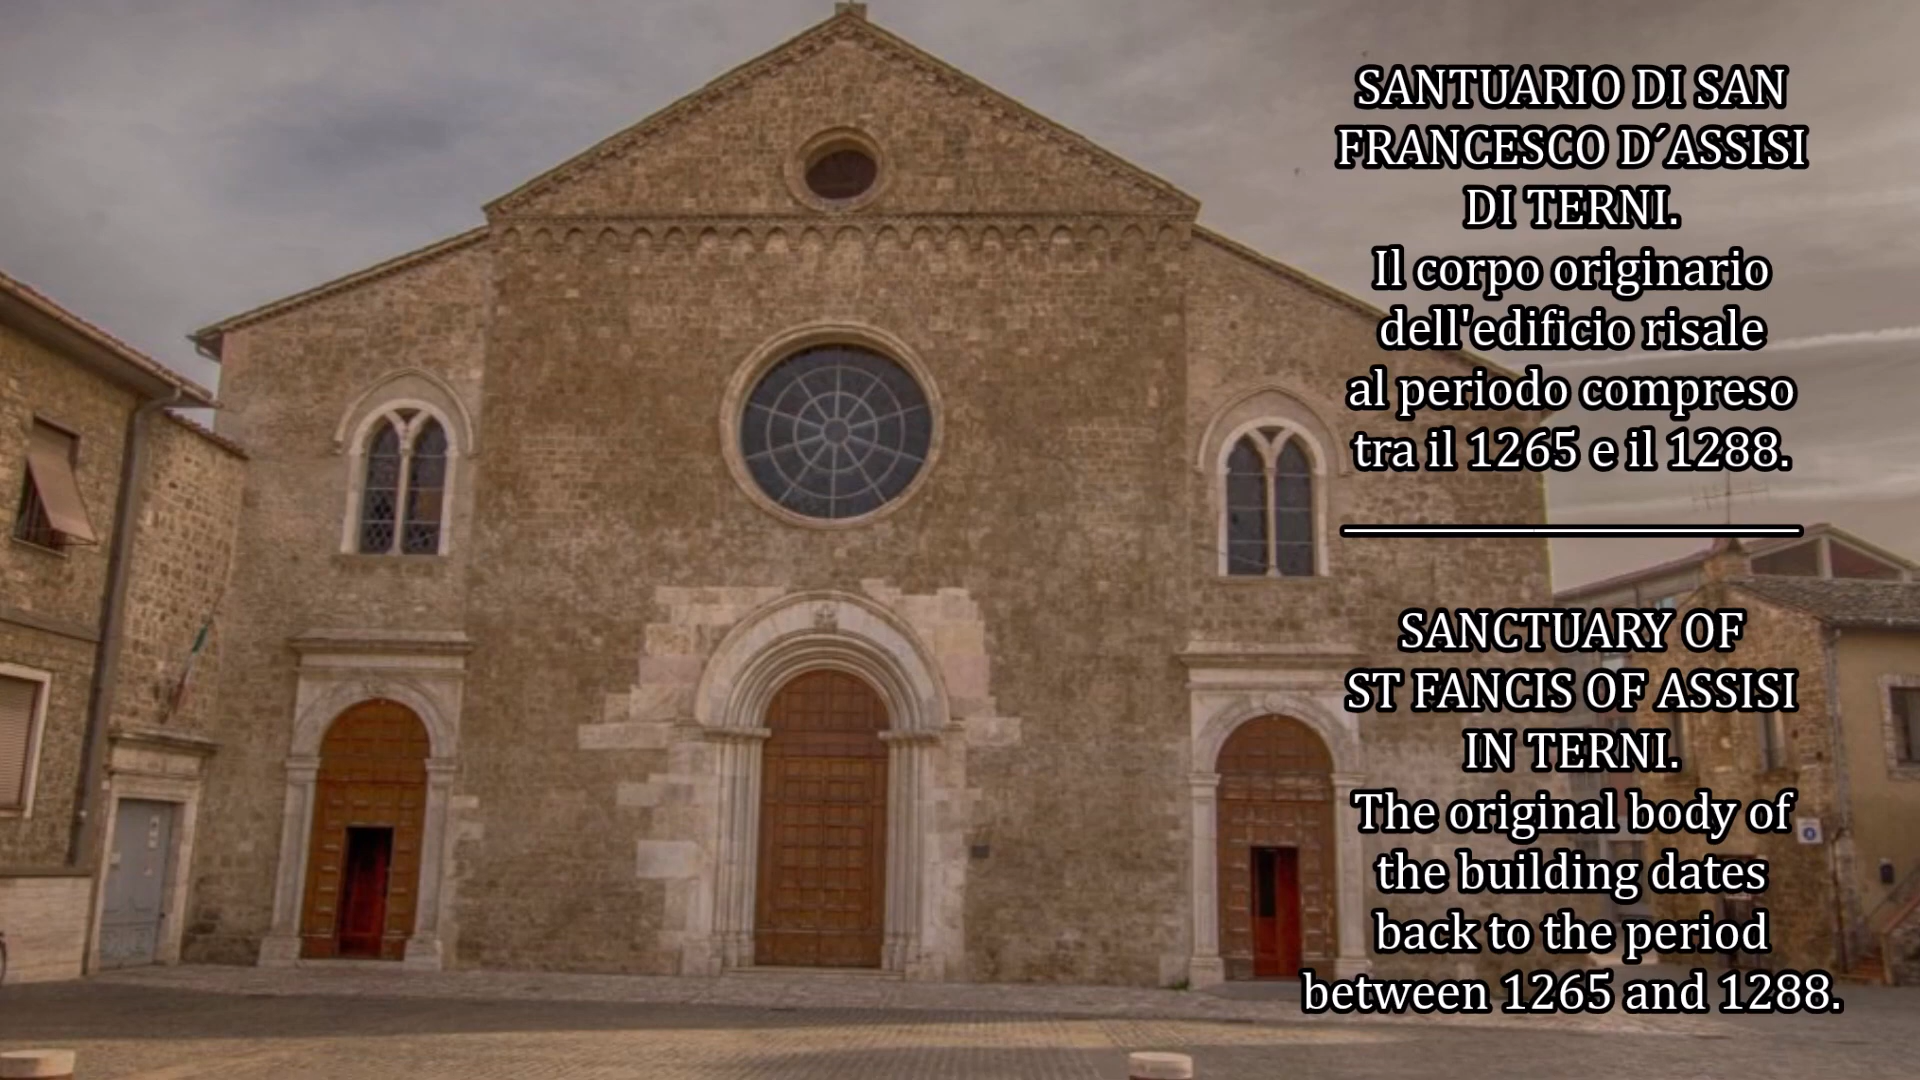 SANTUARIO DI SAN
FRANCESCO D´ASSISI
DI TERNI.
Il corpo originario
dell'edificio risale
al periodo compreso
tra il 1265 e il 1288.
SANCTUARY OF
ST FANCIS OF ASSISI
IN TERNI.
The original body of
the building dates
back to the period
between 1265 and 1288.